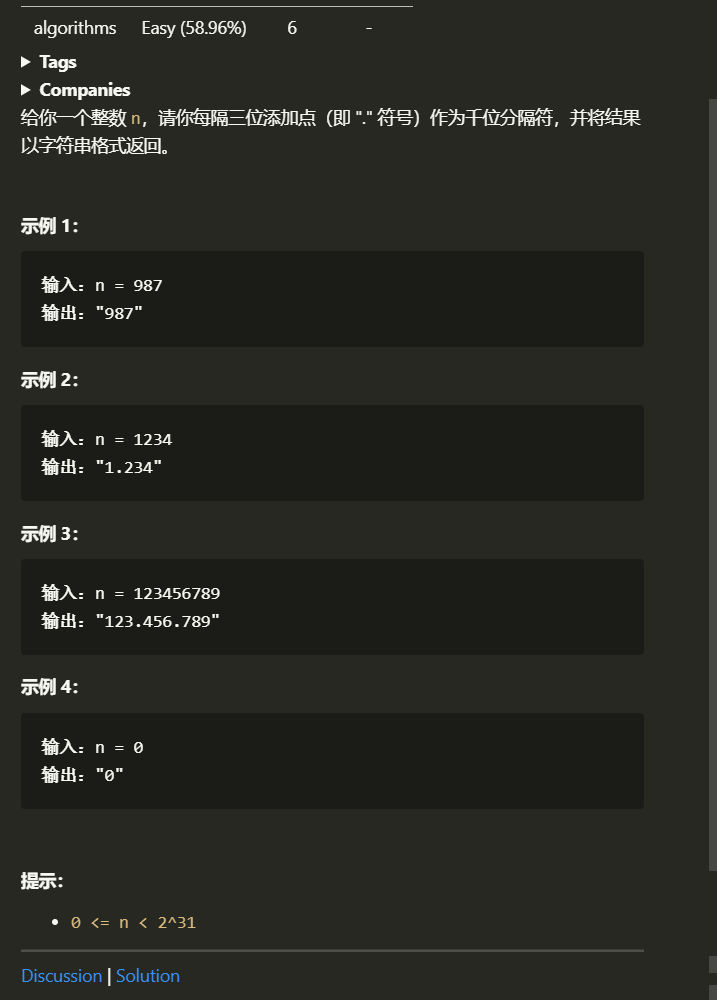 algorithms Easy (58.96%) 6 -
▶ Tags
▶ Companies
给你一个整数 n，请你每隔三位添加点（即 "." 符号）作为千位分隔符，并将结果
以字符串格式返回。
示例 1：
输入：n = 987
输出："987"
示例 2：
输入：n = 1234
输出："1.234"
示例 3：
输入：n = 123456789
输出："123.456.789"
示例 4：
输入：n = 0
输出："0"
提示：
• 0 <= n < 2^31
Discussion | Solution